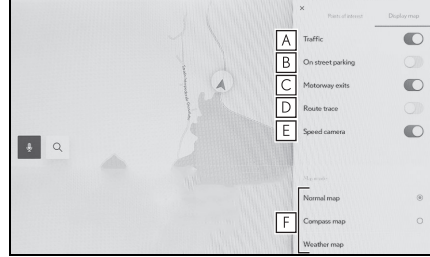 ×
Points of interest
Display map
A Traffic
B On street parking
C Motorway exits
D Route trace
E Speed camera
Normal map
F Compass map
Weather map